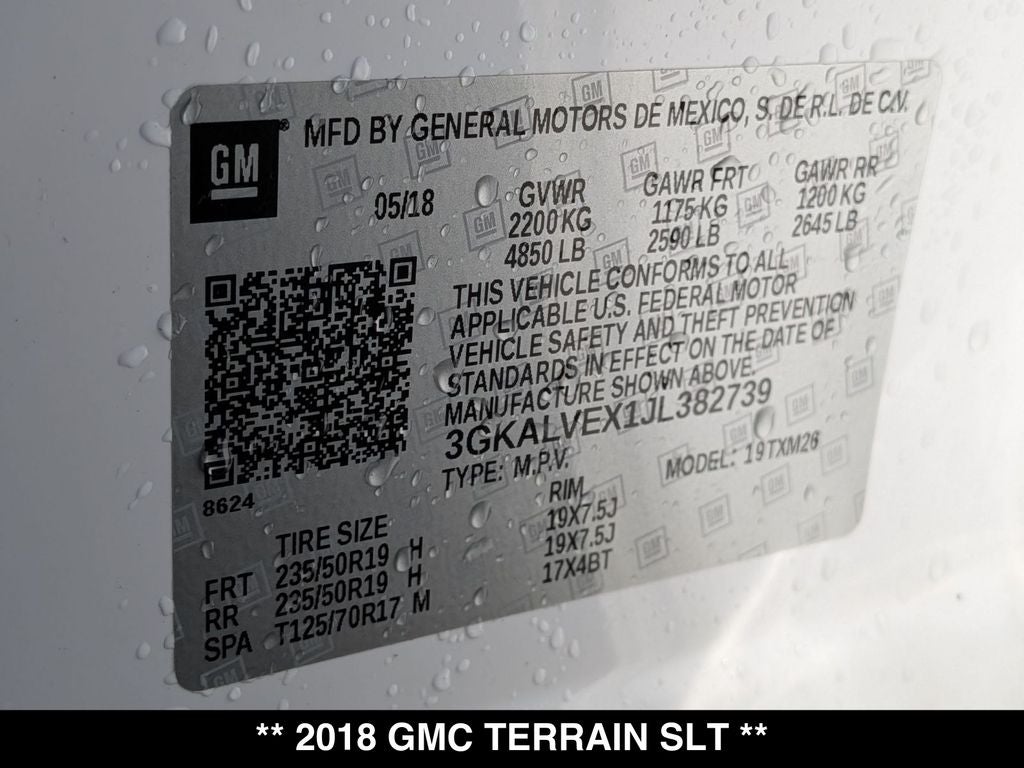 GM® MFD BY GENERAL MOTORS DE MEXICO, S. DE R.L. DE C.V.
05/18 GVWR GAWR FRT GAWR RR
2200 KG 1175 KG 1200 KG
4850 LB 2590 LB 2645 LB
THIS VEHICLE CONFORMS TO ALL
APPLICABLE U.S. FEDERAL MOTOR
VEHICLE SAFETY AND THEFT PREVENTION
STANDARDS IN EFFECT ON THE DATE OF
MANUFACTURE SHOWN ABOVE.
3GKALVEX1JL382739
TYPE: M.P.V. MODEL: 19TXM26
8624
TIRE SIZE RIM
FRT 235/50R19 H 19X7.5J
RR 235/50R19 H 19X7.5J
SPA T125/70R17 M 17X4BT
** 2018 GMC TERRAIN SLT **